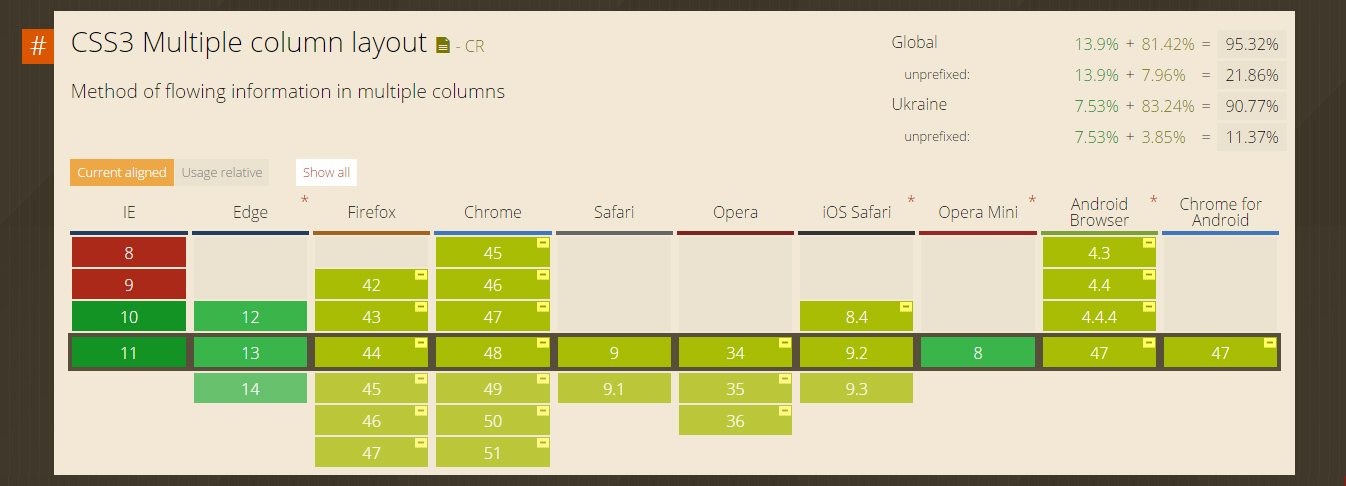 # CSS3 Multiple column layout - CR
Method of flowing information in multiple columns
Global 13.9% + 81.42% = 95.32%
unprefixed: 13.9% + 7.96% = 21.86%
Ukraine 7.53% + 83.24% = 90.77%
unprefixed: 7.53% + 3.85% = 11.37%
Current aligned Usage relative Show all
IE Edge * Firefox Chrome Safari Opera iOS Safari * Opera Mini * Android Browser * Chrome for Android
8 45 4.3
9 42 46 4.4
10 12 43 47 8.4 4.4.4
11 13 44 48 9 34 9.2 8 47 47
14 45 49 9.1 35 9.3
46 50 36
47 51